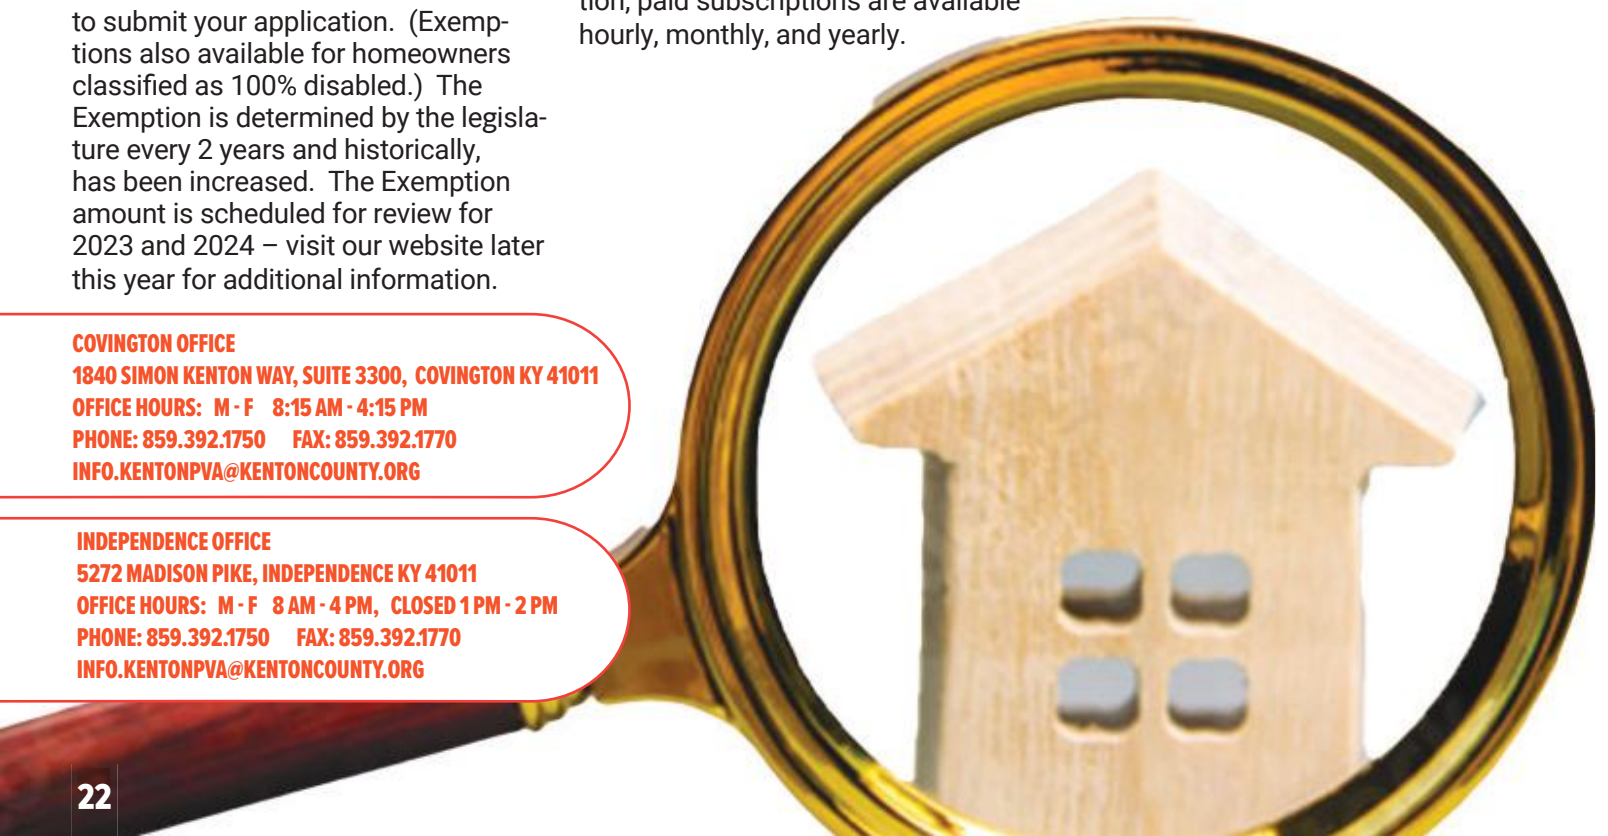 to submit your application.  (Exemp-
tions also available for homeowners
classified as 100% disabled.)  The
Exemption is determined by the legisla-
ture every 2 years and historically,
has been increased.  The Exemption
amount is scheduled for review for
2023 and 2024 – visit our website later
this year for additional information.
tion, paid subscriptions are available
hourly, monthly, and yearly.
COVINGTON OFFICE
1840 SIMON KENTON WAY, SUITE 3300,  COVINGTON KY 41011
OFFICE HOURS:   M - F    8:15 AM - 4:15 PM
PHONE: 859.392.1750      FAX: 859.392.1770
INFO.KENTONPVA@KENTONCOUNTY.ORG
INDEPENDENCE OFFICE
5272 MADISON PIKE, INDEPENDENCE KY 41011
OFFICE HOURS:   M - F   8 AM - 4 PM,   CLOSED 1 PM - 2 PM
PHONE: 859.392.1750      FAX: 859.392.1770
INFO.KENTONPVA@KENTONCOUNTY.ORG
22